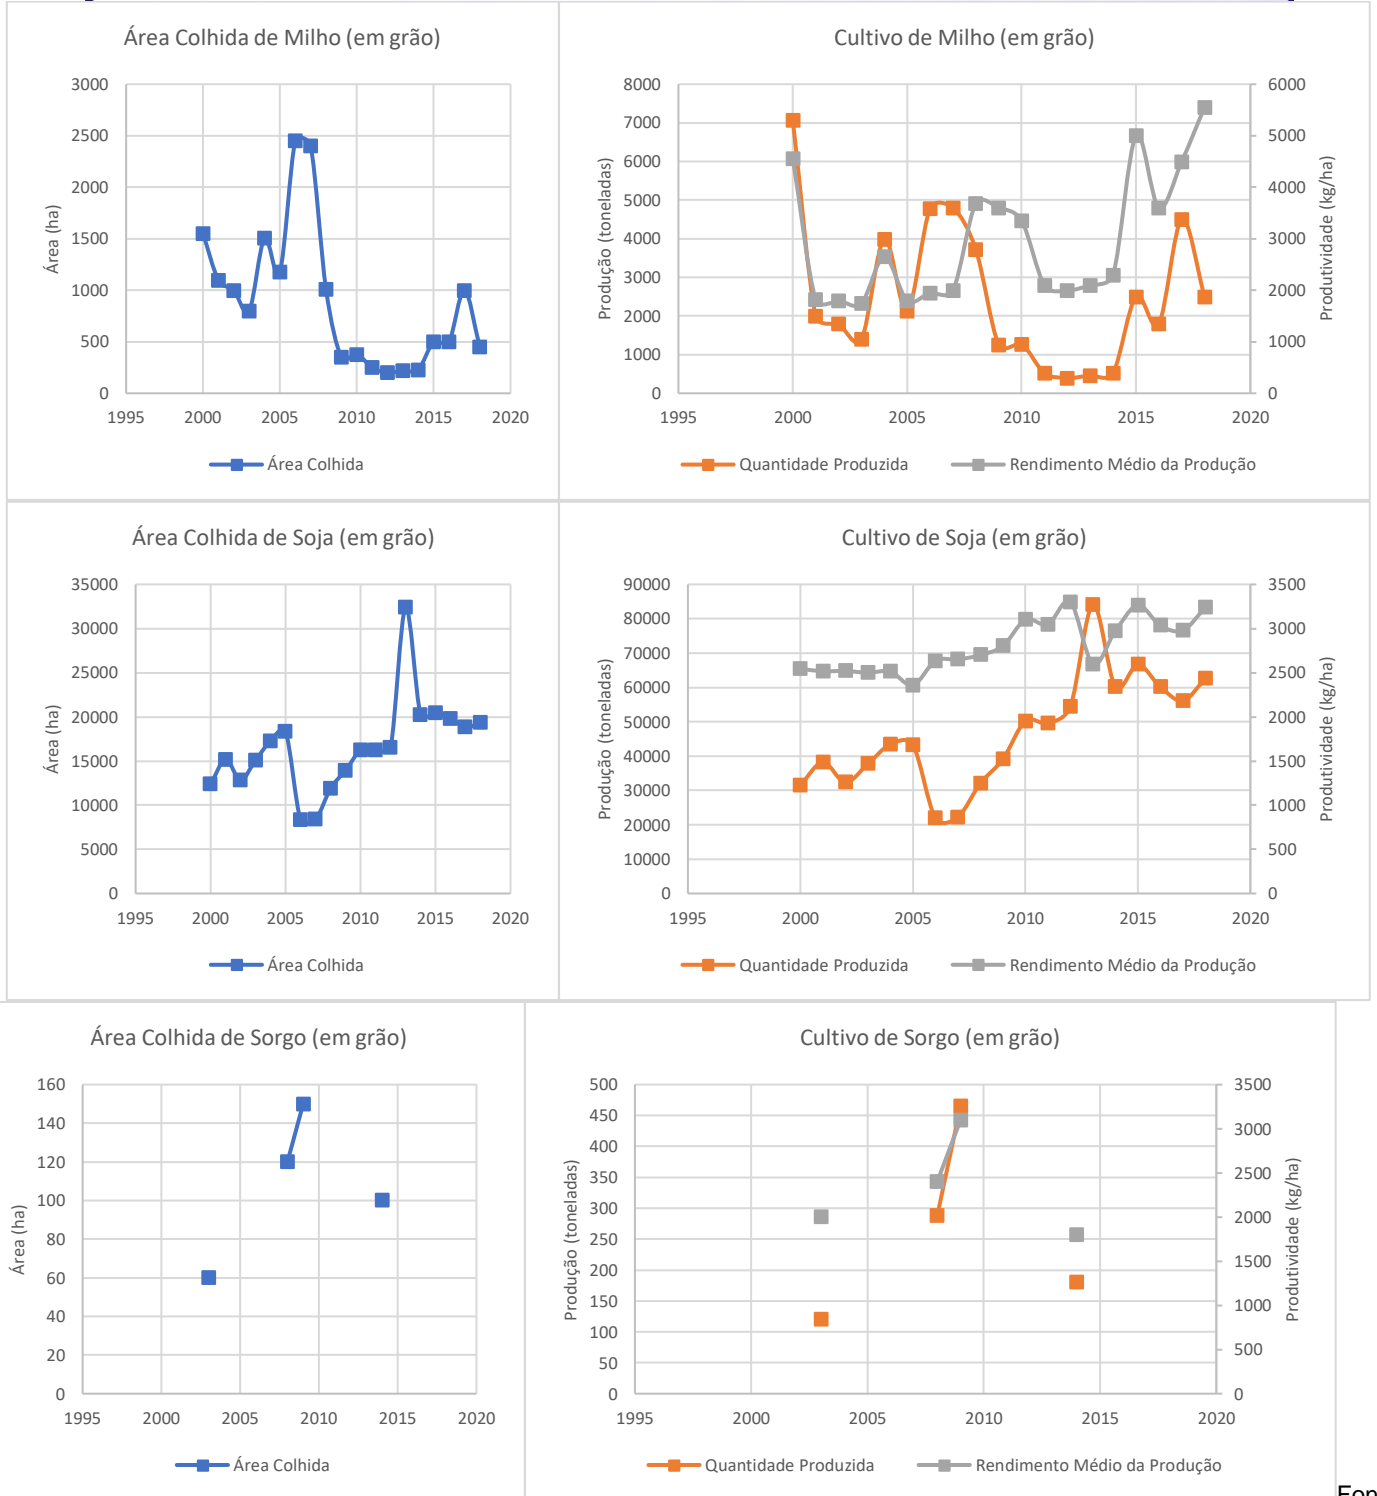 Área Colhida de Milho (em grão)
3000
2500
2000
1500
1000
500
0
Área (ha)
1995 2000 2005 2010 2015 2020
Área Colhida
Cultivo de Milho (em grão)
8000
7000
6000
5000
4000
3000
2000
1000
0
Produção (toneladas)
6000
5000
4000
3000
2000
1000
0
Produtividade (kg/ha)
1995 2000 2005 2010 2015 2020
Quantidade Produzida Rendimento Médio da Produção
Área Colhida de Soja (em grão)
35000
30000
25000
20000
15000
10000
5000
0
Área (ha)
1995 2000 2005 2010 2015 2020
Área Colhida
Cultivo de Soja (em grão)
90000
80000
70000
60000
50000
40000
30000
20000
10000
0
Produção (toneladas)
3500
3000
2500
2000
1500
1000
500
0
Produtividade (kg/ha)
1995 2000 2005 2010 2015 2020
Quantidade Produzida Rendimento Médio da Produção
Área Colhida de Sorgo (em grão)
160
140
120
100
80
60
40
20
0
Área (ha)
1995 2000 2005 2010 2015 2020
Área Colhida
Cultivo de Sorgo (em grão)
500
450
400
350
300
250
200
150
100
50
0
Produção (toneladas)
3500
3000
2500
2000
1500
1000
500
0
Produtividade (kg/ha)
1995 2000 2005 2010 2015 2020
Quantidade Produzida Rendimento Médio da Produção